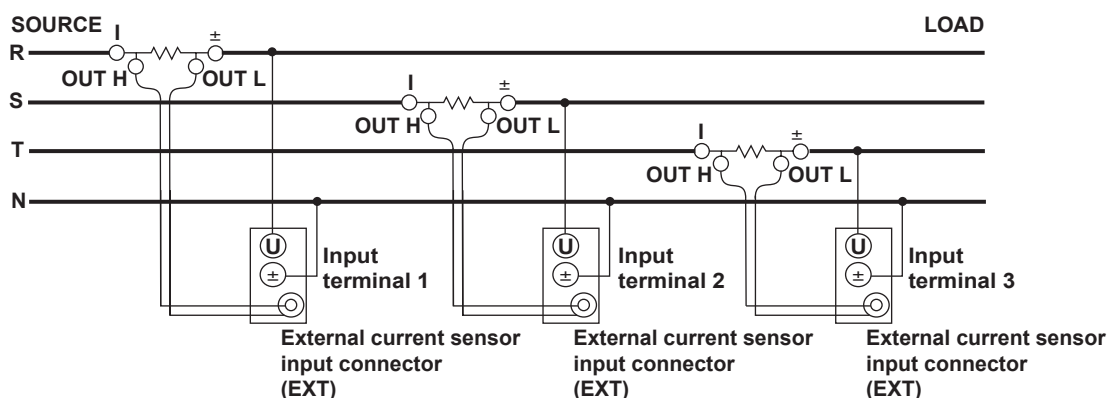 SOURCE
LOAD
I
±
R
OUT H
OUT L
I
±
S
OUT H
OUT L
I
±
T
OUT H
OUT L
N
U
±
Input
terminal 1
U
±
Input
terminal 2
U
±
Input
terminal 3
External current sensor
input connector
(EXT)
External current sensor
input connector
(EXT)
External current sensor
input connector
(EXT)